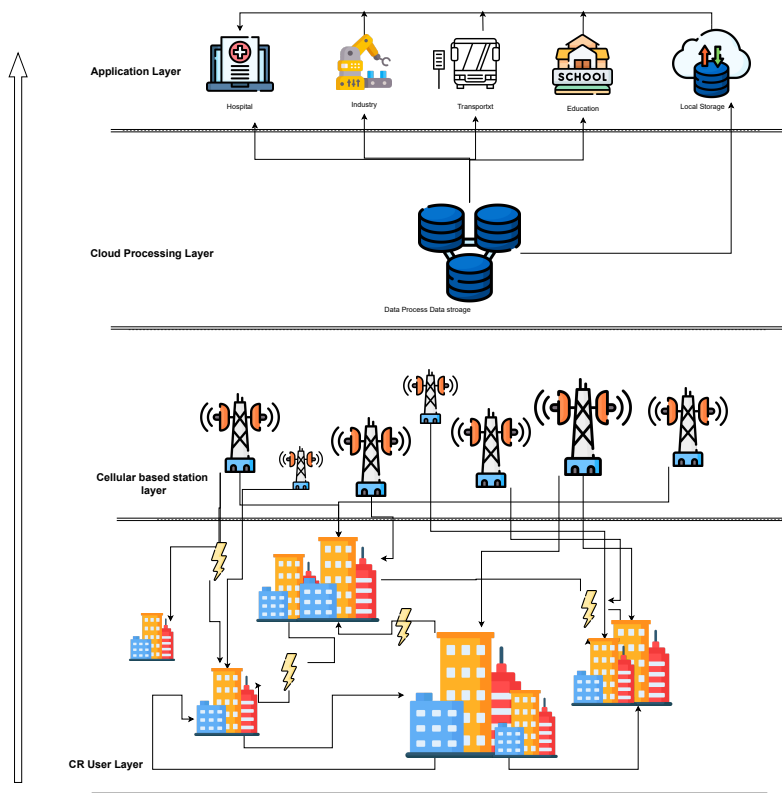 Application Layer
SCHOOL
Hospital
Industry
Transportxt
Education
Local Storage
Cloud Processing Layer
Data Process Data stroage
Cellular based station
layer
CR User Layer